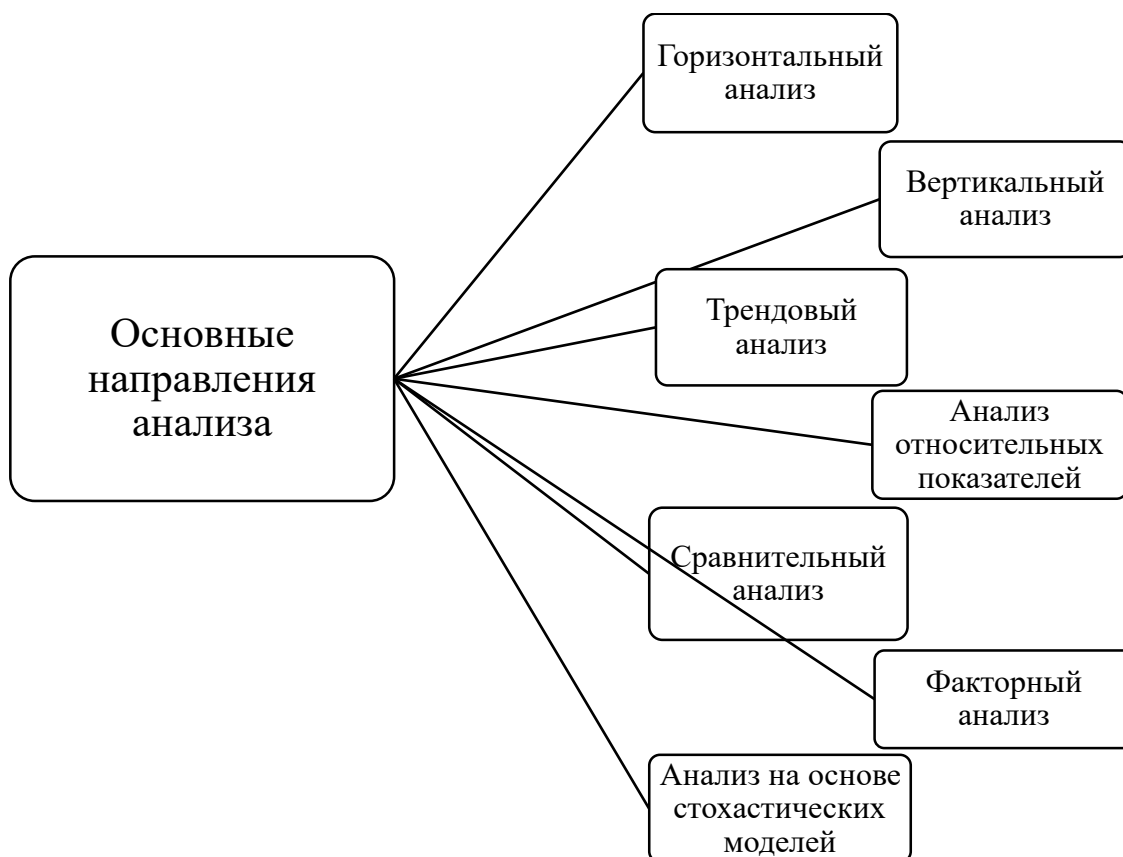 Основные
направления
анализа
Горизонтальный
анализ
Вертикальный
анализ
Трендовый
анализ
Анализ
относительных
показателей
Сравнительный
анализ
Факторный
анализ
Анализ на основе
стохастических
моделей